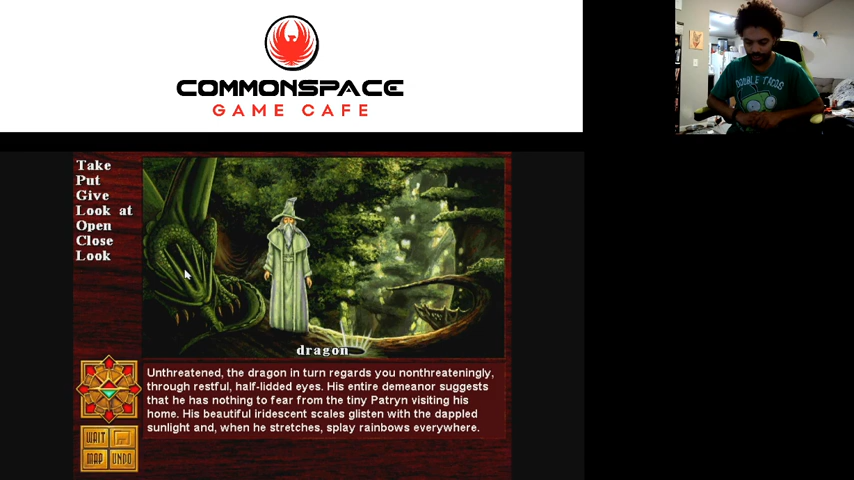 COMMONSPACE
GAME CAFE
DOUBLE TACOS
Take
Put
Give
Look at
Open
Close
Look
dragon
Unthreatened, the dragon in turn regards you nonthreateningly,
through restful, half-lidded eyes. His entire demeanor suggests
that he has nothing to fear from the tiny Patryn visiting his
home. His beautiful iridescent scales glisten with the dappled
sunlight and, when he stretches, splay rainbows everywhere.
WAIT
MAP UNDO